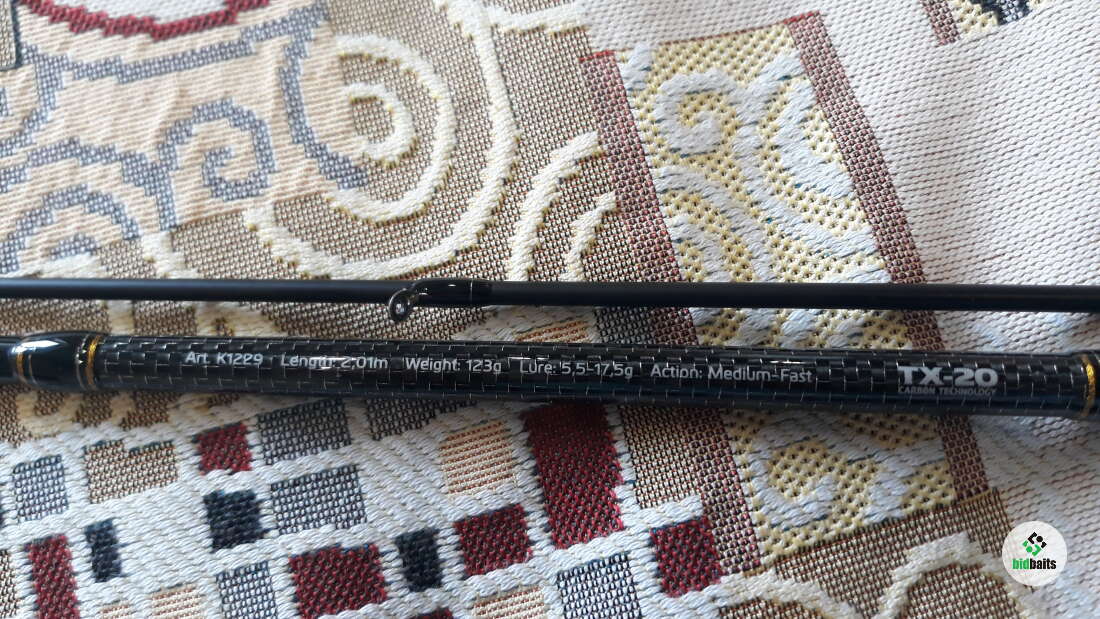 Art. K1229 Length: 2,01m Weight: 123g Lure: 5,5-17,5g Action: Medium-Fast
TX-20
CARBON TECHNOLOGY
bidbaits